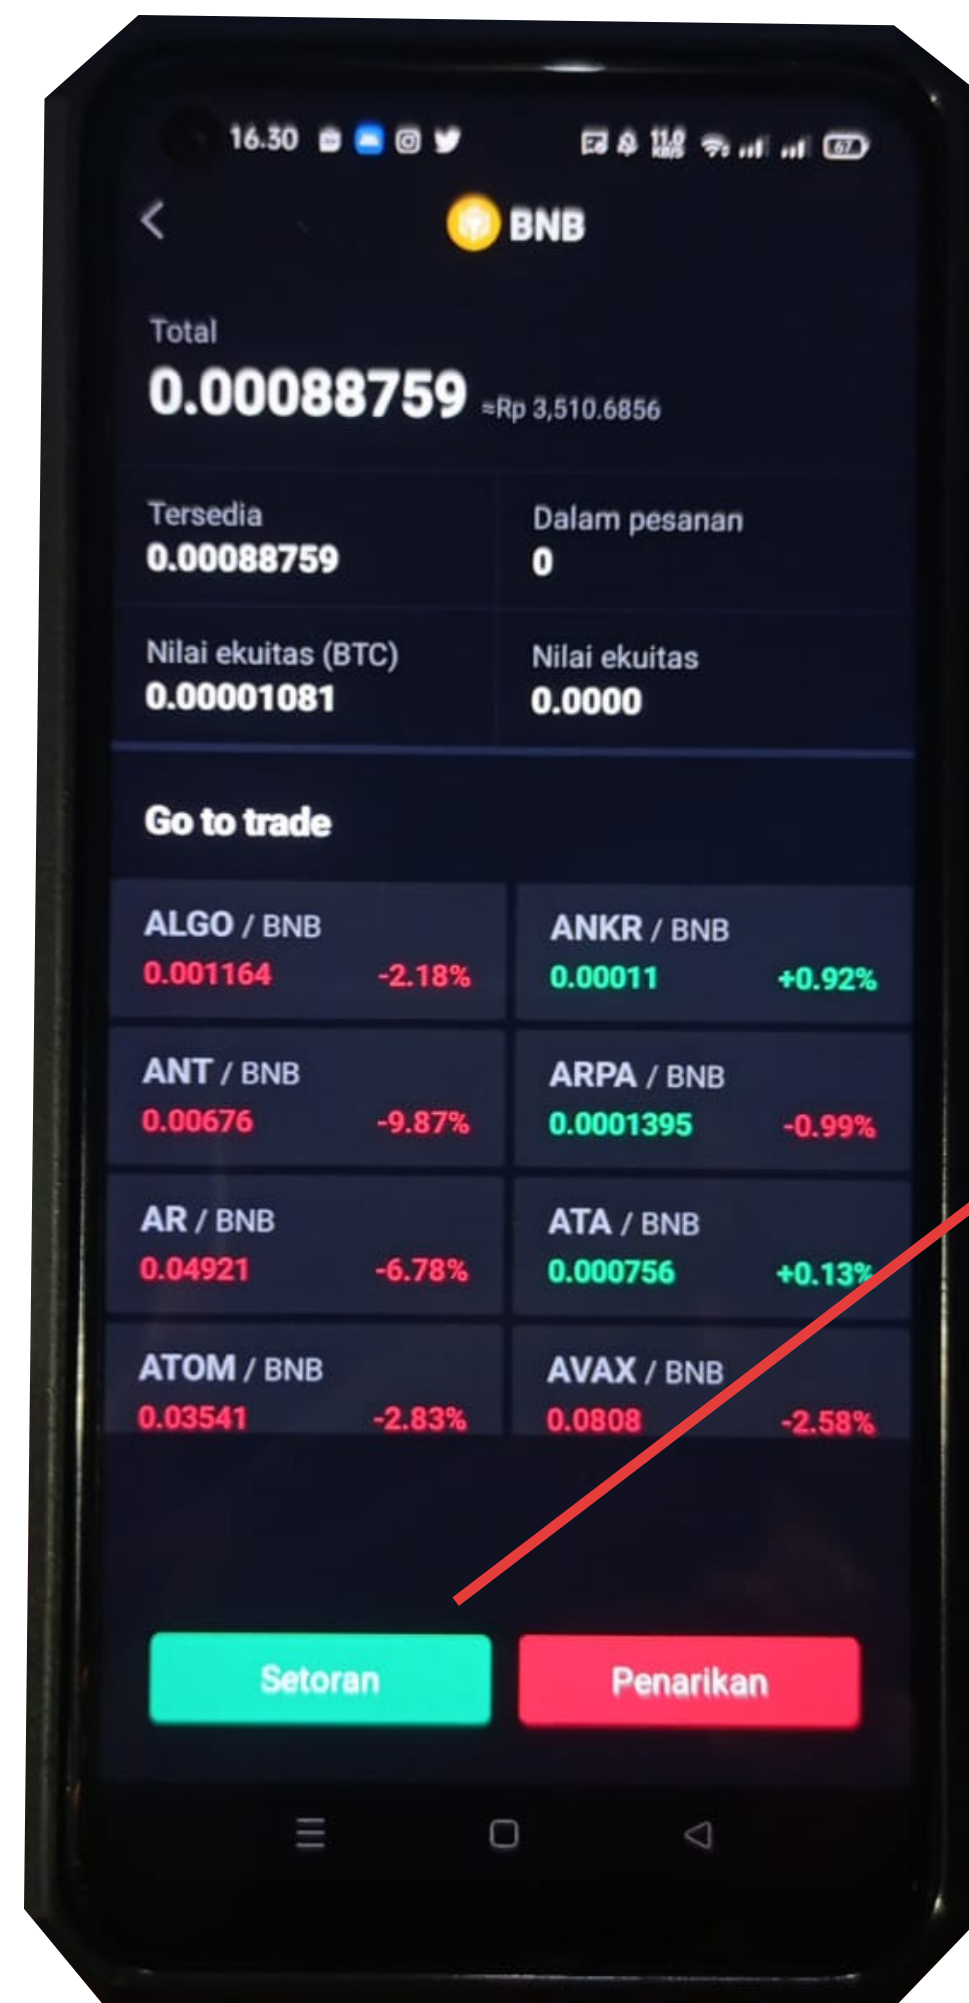 16.30
11.0
KB/S
67
BNB
Total
0.00088759 ≈Rp 3,510.6856
Tersedia
0.00088759
Dalam pesanan
0
Nilai ekuitas (BTC)
0.00001081
Nilai ekuitas
0.0000
Go to trade
ALGO / BNB
0.001164 -2.18%
ANKR / BNB
0.00011 +0.92%
ANT / BNB
0.00676 -9.87%
ARPA / BNB
0.0001395 -0.99%
AR / BNB
0.04921 -6.78%
ATA / BNB
0.000756 +0.13%
ATOM / BNB
0.03541 -2.83%
AVAX / BNB
0.0808 -2.58%
Setoran
Penarikan